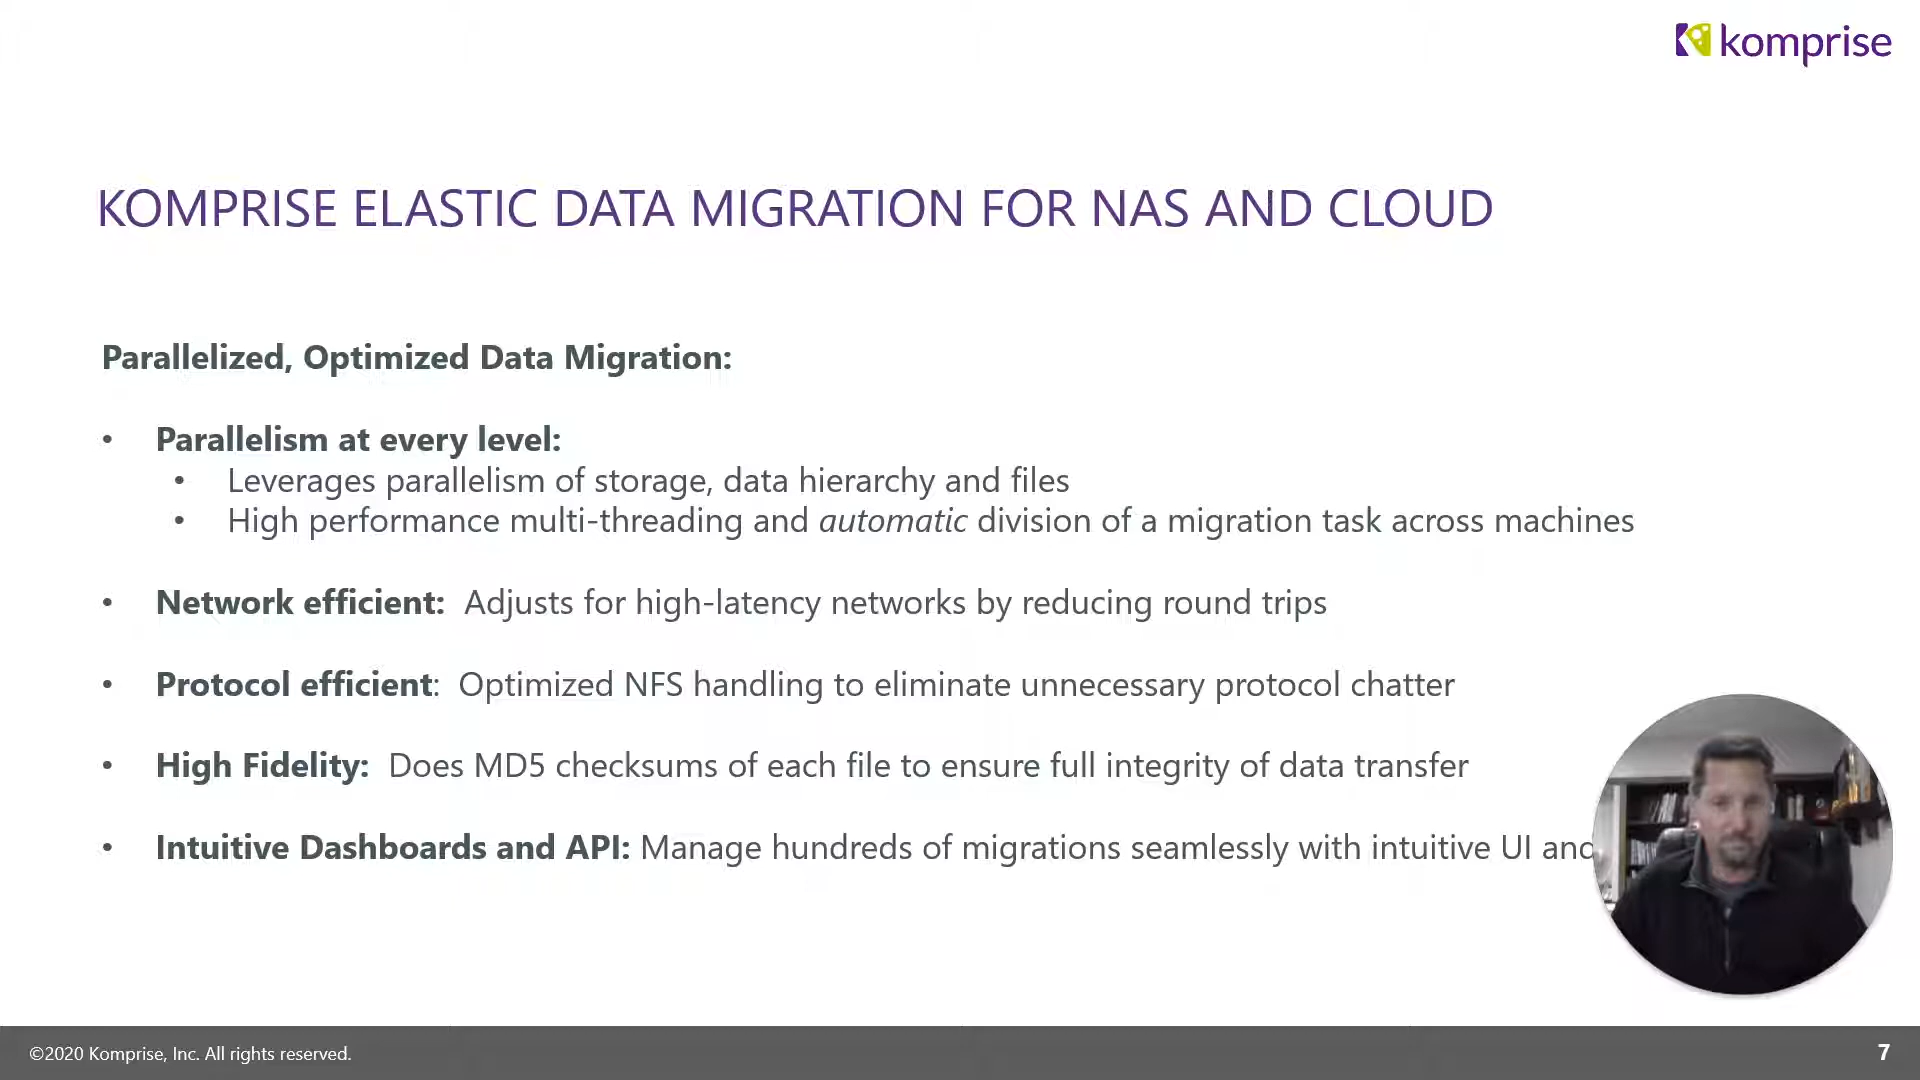 komprise
KOMPRISE ELASTIC DATA MIGRATION FOR NAS AND CLOUD
Parallelized, Optimized Data Migration:
• Parallelism at every level:
• Leverages parallelism of storage, data hierarchy and files
• High performance multi-threading and automatic division of a migration task across machines
• Network efficient: Adjusts for high-latency networks by reducing round trips
• Protocol efficient: Optimized NFS handling to eliminate unnecessary protocol chatter
• High Fidelity: Does MD5 checksums of each file to ensure full integrity of data transfer
• Intuitive Dashboards and API: Manage hundreds of migrations seamlessly with intuitive UI and
©2020 Komprise, Inc. All rights reserved.
7